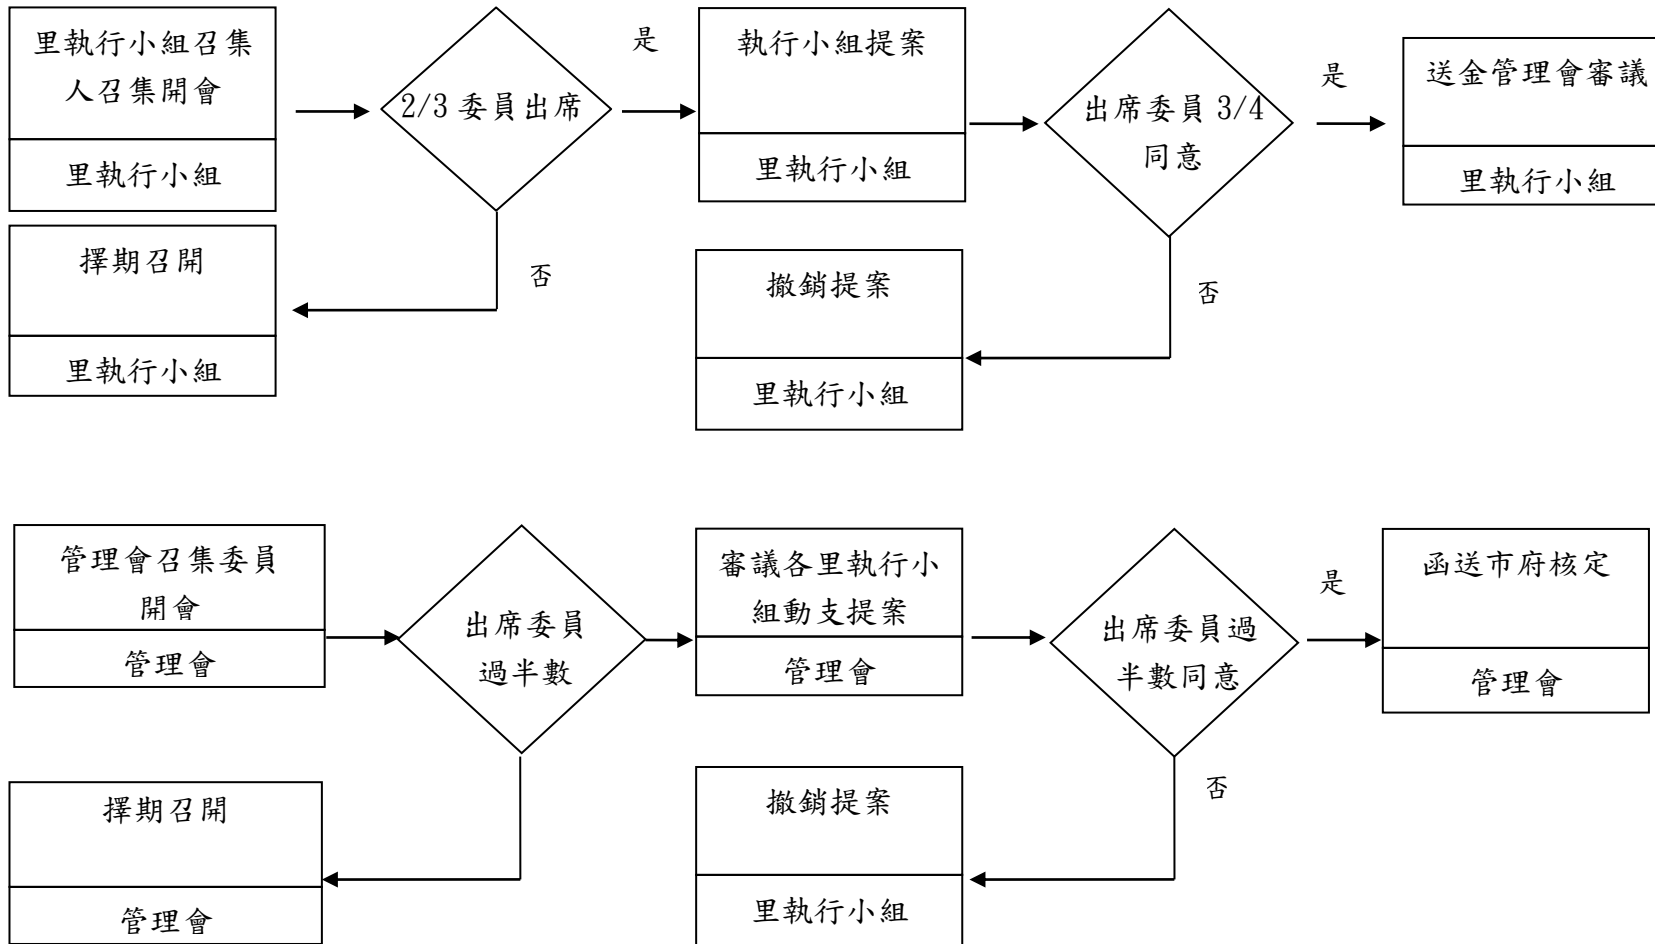 里執行小組召集
人召集開會
里執行小組
2/3 委員出席
是
否
擇期召開
里執行小組
執行小組提案
里執行小組
出席委員 3/4
同意
是
否
撤銷提案
里執行小組
送金管理會審議
里執行小組
管理會召集委員
開會
管理會
出席委員
過半數
擇期召開
管理會
審議各里執行小
組動支提案
管理會
出席委員過
半數同意
是
否
撤銷提案
里執行小組
函送市府核定
管理會